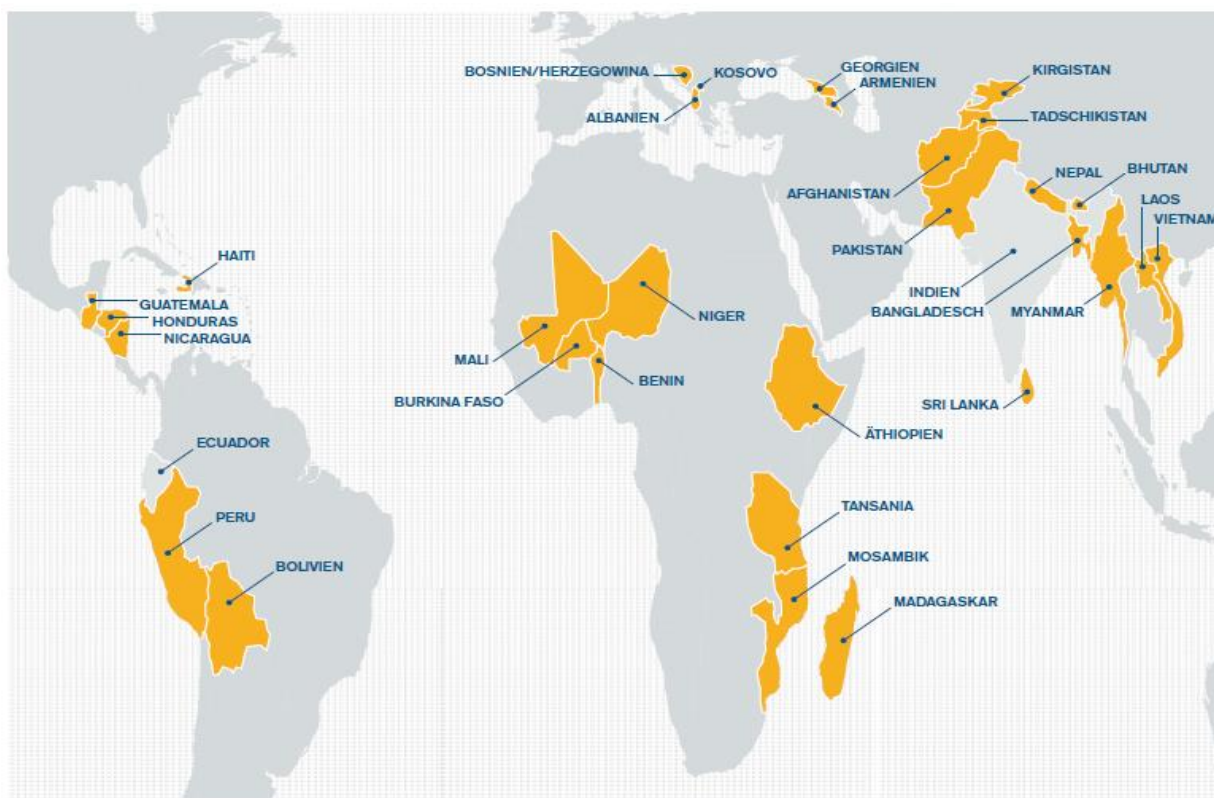 BOSNIEN/HERZEGOWINA
KOSOVO
GEORGIEN
ARMENIEN
KIRGISTAN
ALBANIEN
TADSCHIKISTAN
AFGHANISTAN
NEPAL
BHUTAN
LAOS
VIETNAM
PAKISTAN
HAITI
INDIEN
BANGLADESCH
MYANMAR
GUATEMALA
HONDURAS
NICARAGUA
NIGER
MALI
BENIN
BURKINA FASO
SRI LANKA
ÄTHIOPIEN
ECUADOR
PERU
TANSANIA
BOLIVIEN
MOSAMBIK
MADAGASKAR